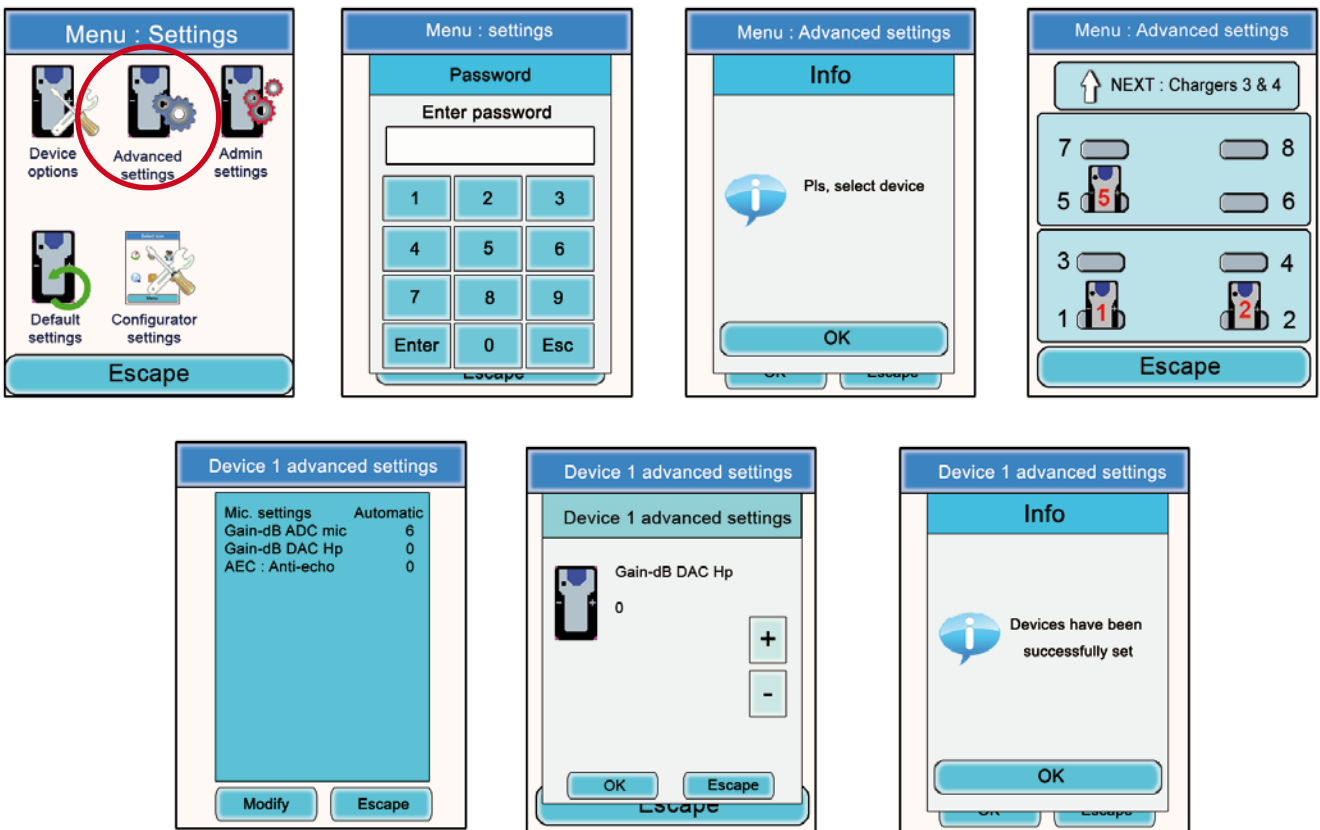 Menu : Settings
Device options
Advanced settings
Admin settings
Default settings
Configurator settings
Escape
Menu : settings
Password
Enter password
1 2 3
4 5 6
7 8 9
Enter 0 Esc
Escape
Menu : Advanced settings
Info
Pls, select device
OK
OK Escape
Menu : Advanced settings
NEXT : Chargers 3 & 4
7 8
5 5 6
3 4
1 1 2 2
Escape
Device 1 advanced settings
Mic. settings Automatic
Gain-dB ADC mic 6
Gain-dB DAC Hp 0
AEC : Anti-echo 0
Modify Escape
Device 1 advanced settings
Device 1 advanced settings
Gain-dB DAC Hp
0
+
-
OK Escape
Escape
Device 1 advanced settings
Info
Devices have been
successfully set
OK
OK Escape